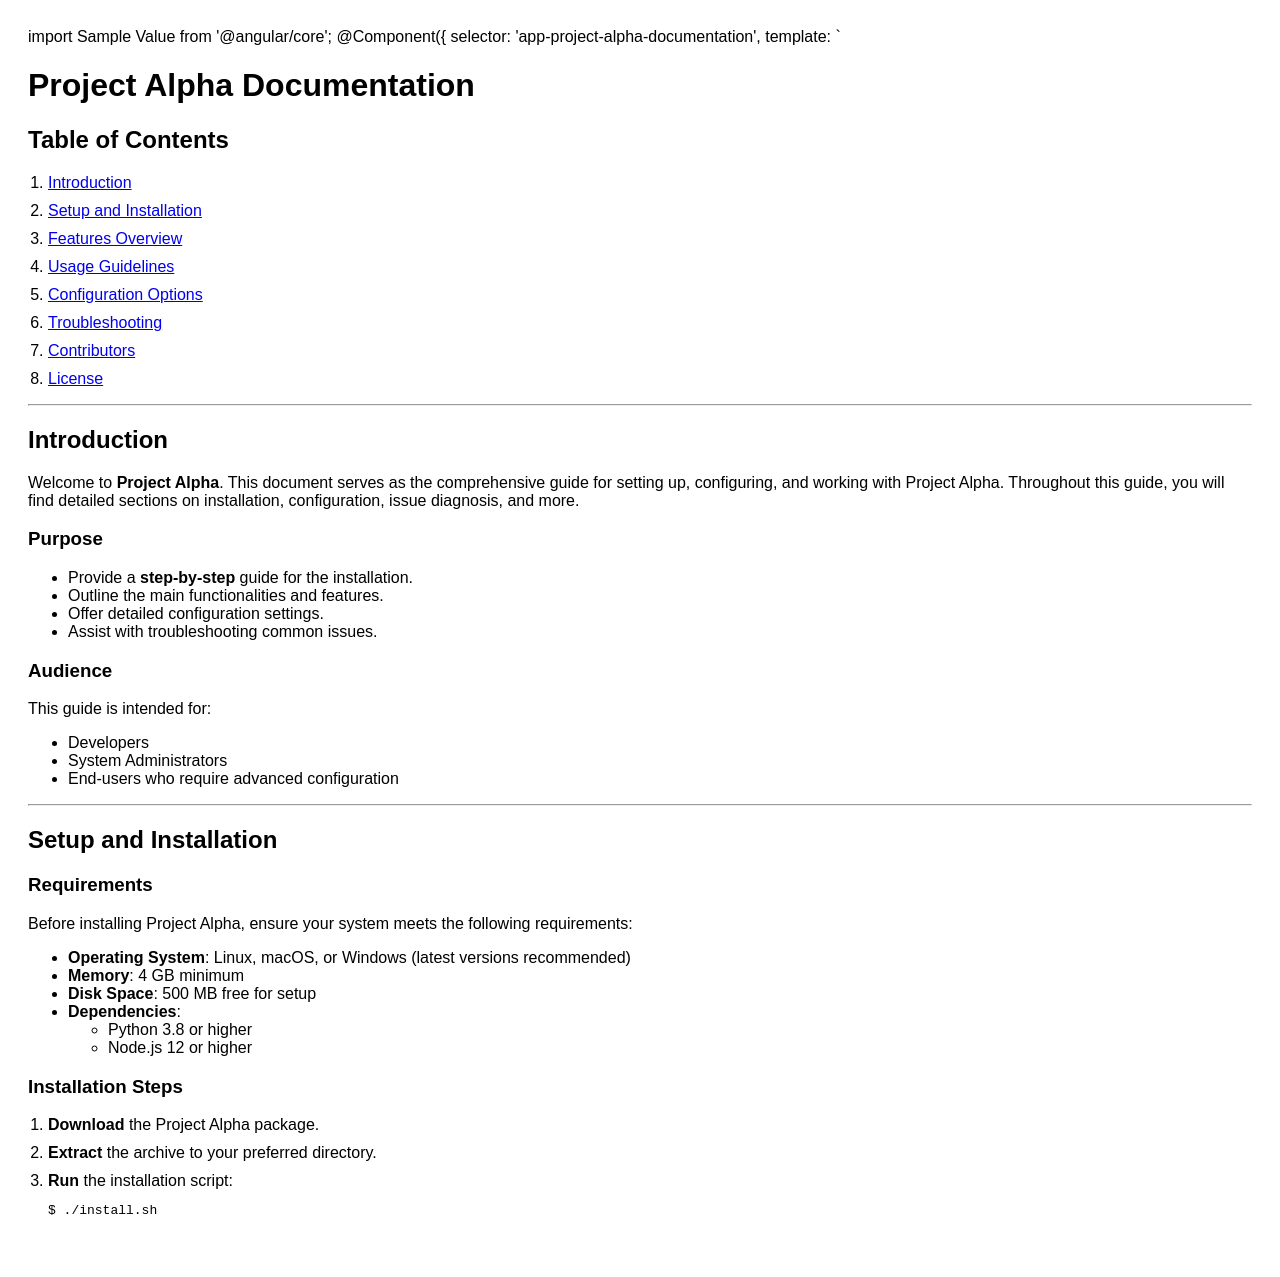 import Sample Value from '@angular/core'; @Component({ selector: 'app-project-alpha-documentation', template: `
Project Alpha Documentation
Table of Contents
1. Introduction
2. Setup and Installation
3. Features Overview
4. Usage Guidelines
5. Configuration Options
6. Troubleshooting
7. Contributors
8. License
Introduction
Welcome to Project Alpha. This document serves as the comprehensive guide for setting up, configuring, and working with Project Alpha. Throughout this guide, you will
find detailed sections on installation, configuration, issue diagnosis, and more.
Purpose
• Provide a step-by-step guide for the installation.
• Outline the main functionalities and features.
• Offer detailed configuration settings.
• Assist with troubleshooting common issues.
Audience
This guide is intended for:
• Developers
• System Administrators
• End-users who require advanced configuration
Setup and Installation
Requirements
Before installing Project Alpha, ensure your system meets the following requirements:
• Operating System: Linux, macOS, or Windows (latest versions recommended)
• Memory: 4 GB minimum
• Disk Space: 500 MB free for setup
• Dependencies:
◦ Python 3.8 or higher
◦ Node.js 12 or higher
Installation Steps
1. Download the Project Alpha package.
2. Extract the archive to your preferred directory.
3. Run the installation script:
$ ./install.sh